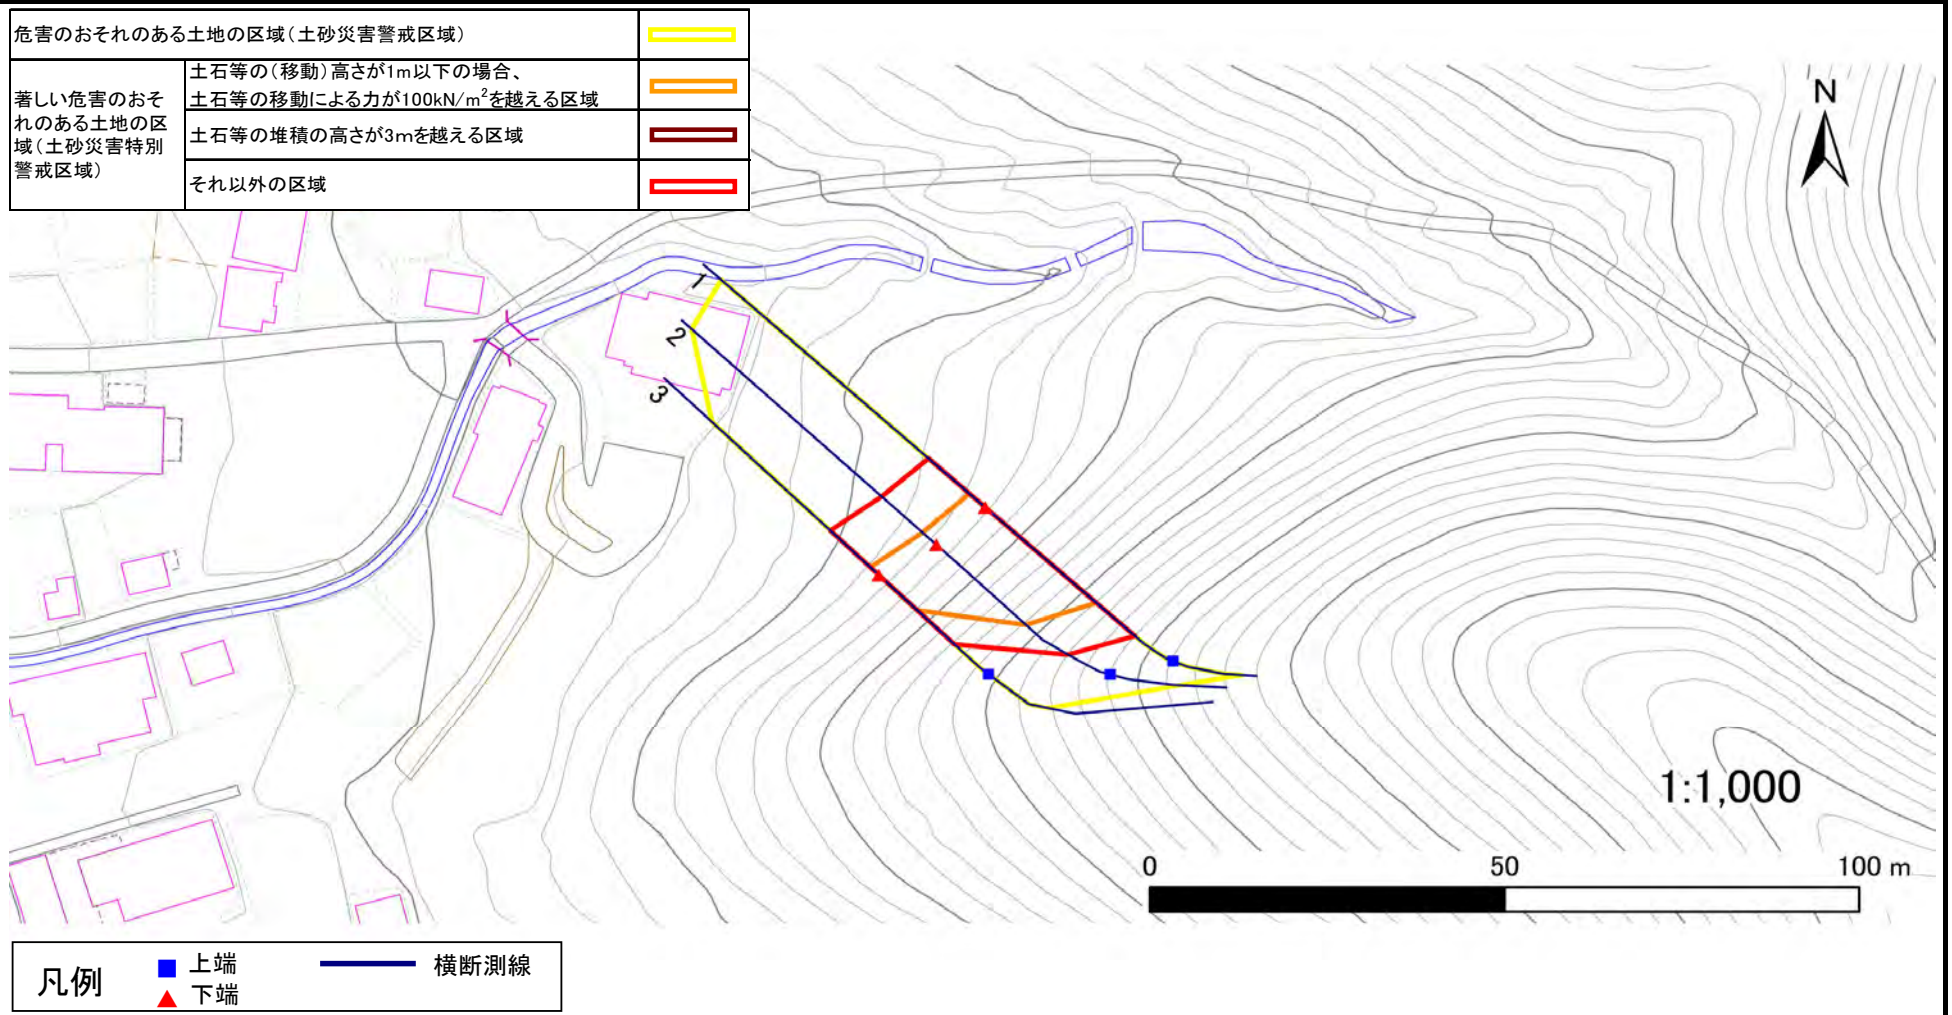 危害のおそれのある土地の区域(土砂災害警戒区域)
著しい危害のおそ
れのある土地の区
域(土砂災害特別
警戒区域)
土石等の(移動)高さが1m以下の場合、
土石等の移動による力が100kN/m²を越える区域
土石等の堆積の高さが3mを越える区域
それ以外の区域
N
1
2
3
1:1,000
0 50 100 m
凡例
上端
下端
横断測線